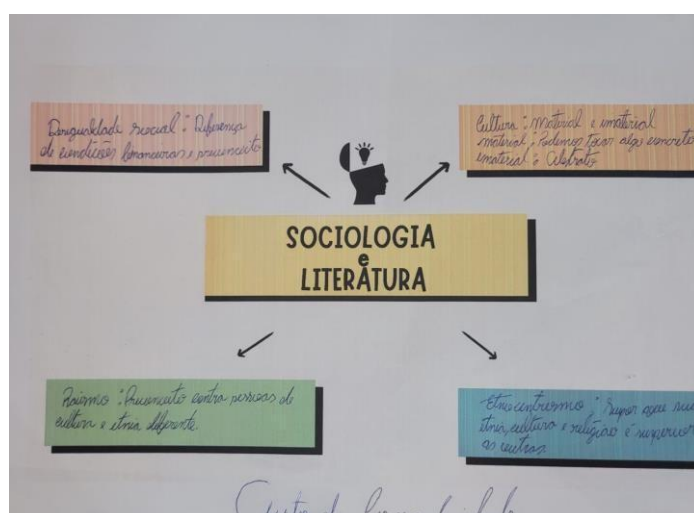 Desigualdade social: Diferença
de condições financeiras e preconceito
Cultura: Material e imaterial
material: Podemos tocar algo concreto
imaterial: Abstrato
SOCIOLOGIA
e
LITERATURA
Racismo: Preconceito contra pessoas de
cultura e etnia diferente.
Etnocentrismo: Supor que sua
etnia, cultura e religião é superior
as outras.